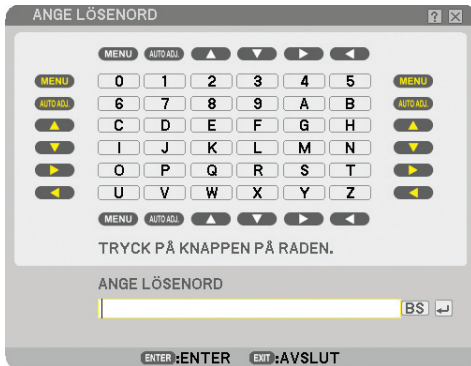 ANGE LÖSENORD
MENU AUTO ADJ.
MENU 0 1 2 3 4 5 MENU
AUTO ADJ. 6 7 8 9 A B AUTO ADJ.
C D E F G H
I J K L M N
O P Q R S T
U V W X Y Z
MENU AUTO ADJ.
TRYCK PÅ KNAPPEN PÅ RADEN.
ANGE LÖSENORD
BS
ENTER :ENTER EXIT :AVSLUT